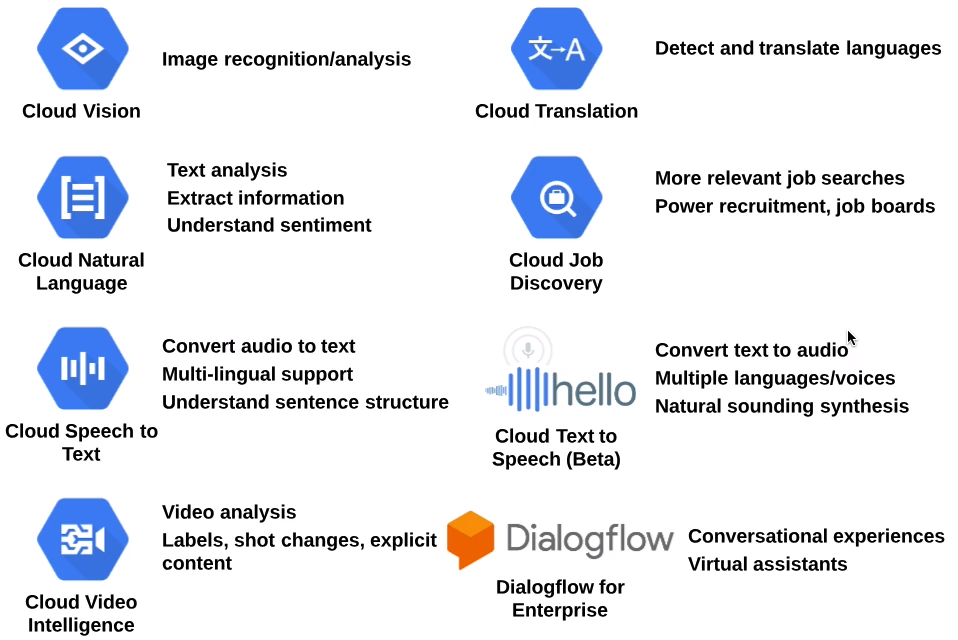 Image recognition/analysis
Cloud Vision
文→A
Detect and translate languages
Cloud Translation
Text analysis
Extract information
Understand sentiment
Cloud Natural
Language
More relevant job searches
Power recruitment, job boards
Cloud Job
Discovery
Convert audio to text
Multi-lingual support
Understand sentence structure
Cloud Speech to
Text
hello
Convert text to audio
Multiple languages/voices
Natural sounding synthesis
Cloud Text to
Speech (Beta)
Video analysis
Labels, shot changes, explicit
content
Cloud Video
Intelligence
Dialogflow
Conversational experiences
Virtual assistants
Dialogflow for
Enterprise